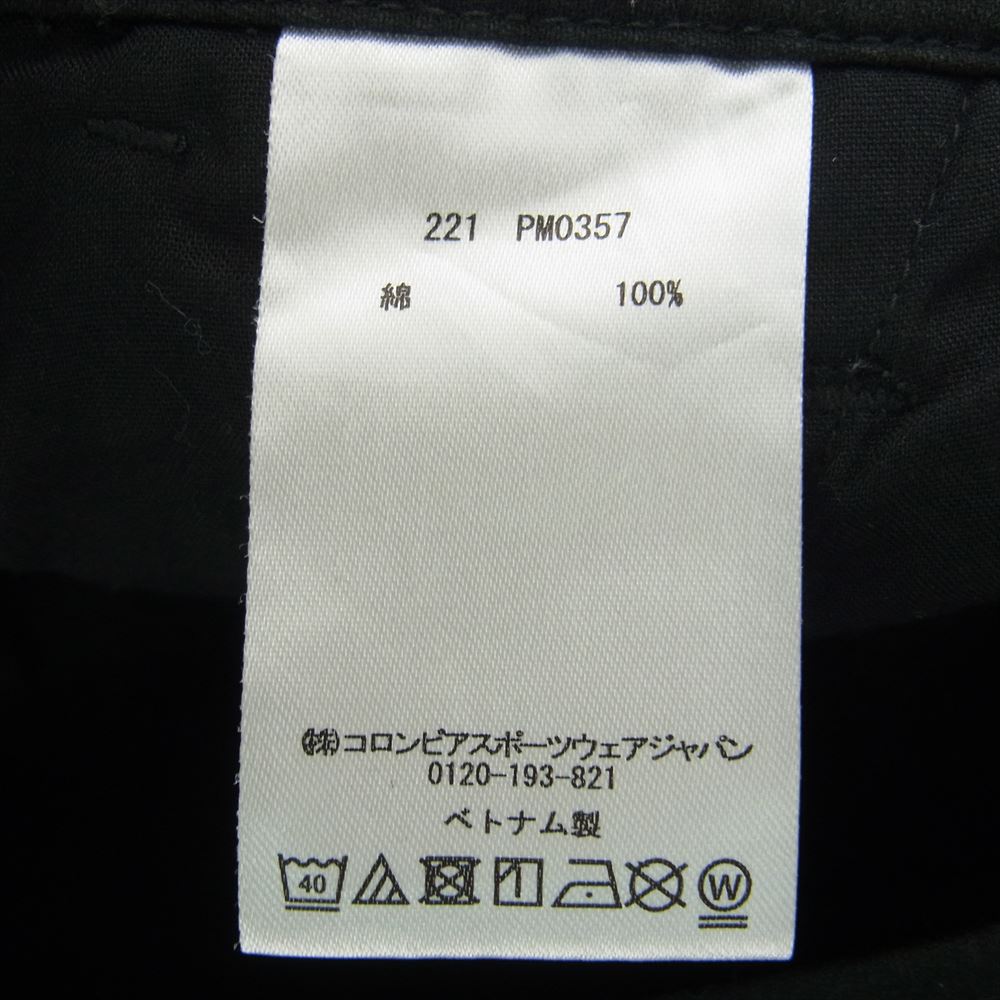 221 PM0357
綿 100%
㈱コロンビアスポーツウェアジャパン
0120-193-821
ベトナム製
40 W